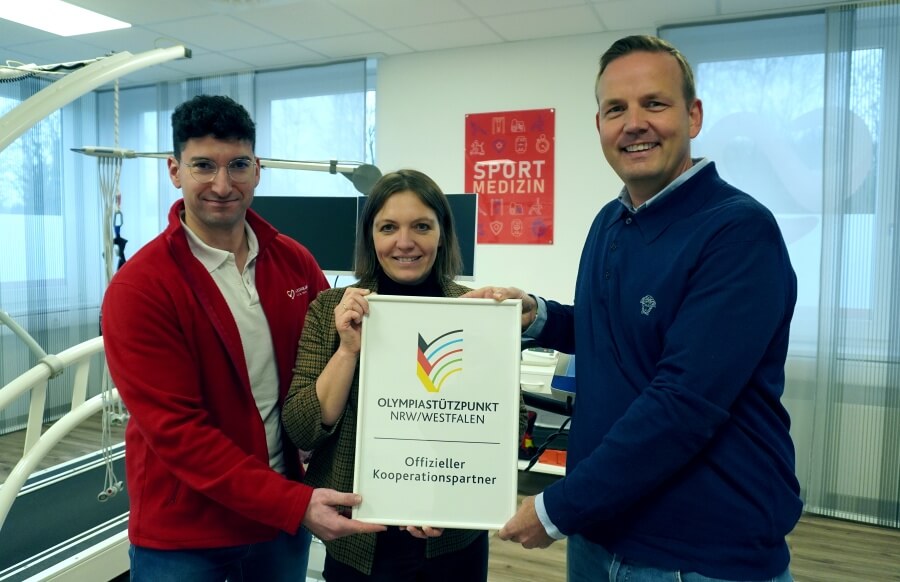 SPORT
MEDIZIN
OLYMPIASTÜTZPUNKT
NRW/WESTFALEN
Offizieller
Kooperationspartner